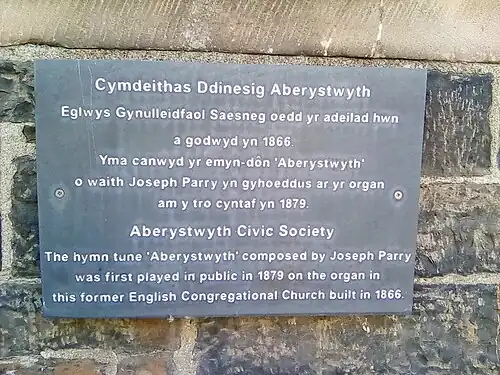 Cymdeithas Ddinesig Aberystwyth
Eglwys Gynulleidfaol Saesneg oedd yr adeilad hwn
a godwyd yn 1866.
Yma canwyd yr emyn-dôn 'Aberystwyth'
o waith Joseph Parry yn gyhoeddus ar yr organ
am y tro cyntaf yn 1879.
Aberystwyth Civic Society
The hymn tune 'Aberystwyth' composed by Joseph Parry
was first played in public in 1879 on the organ in
this former English Congregational Church built in 1866.